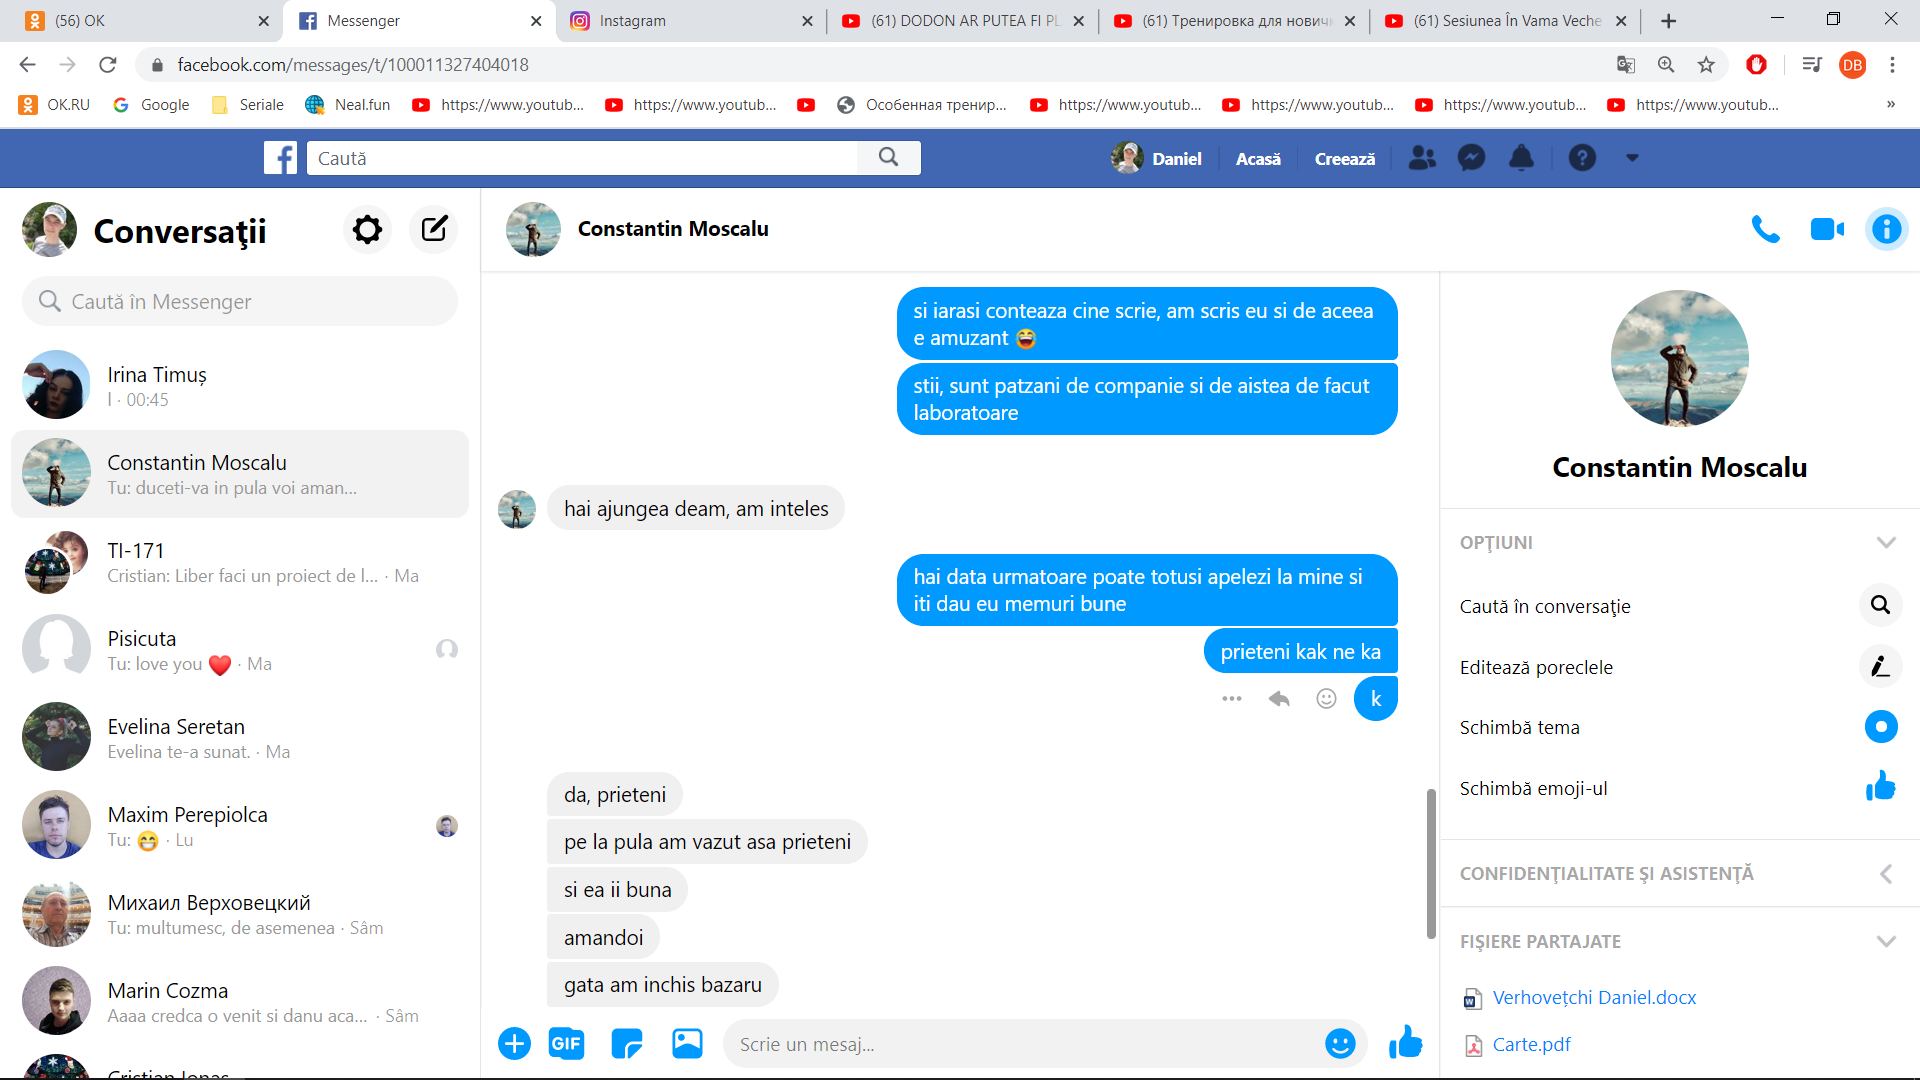 (56) OK
Messenger
Instagram
(61) DODON AR PUTEA FI PL
(61) Тренировка для нович
(61) Sesiunea În Vama Veche
facebook.com/messages/t/100011327404018
DB
OK.RU
Google
Seriale
Neal.fun
https://www.youtub...
https://www.youtub...
Особенная тренир...
https://www.youtub...
https://www.youtub...
https://www.youtub...
https://www.youtub...
»
Caută
Daniel
Acasă
Creează
Conversaţii
Caută în Messenger
Irina Timuș
I · 00:45
Constantin Moscalu
Tu: duceti-va in pula voi aman...
TI-171
Cristian: Liber faci un proiect de l... · Ma
Pisicuta
Tu: love you ❤️ · Ma
Evelina Seretan
Evelina te-a sunat. · Ma
Maxim Perepiolca
Tu: 😁 · Lu
Михаил Верховецкий
Tu: multumesc, de asemenea · Sâm
Marin Cozma
Aaaa credca o venit si danu aca... · Sâm
Constantin Moscalu
si iarasi conteaza cine scrie, am scris eu si de aceea
e amuzant 😂
stii, sunt patzani de companie si de aistea de facut
laboratoare
hai ajungea deam, am inteles
hai data urmatoare poate totusi apelezi la mine si
iti dau eu memuri bune
prieteni kak ne ka
k
da, prieteni
pe la pula am vazut asa prieteni
si ea ii buna
amandoi
gata am inchis bazaru
GIF
Scrie un mesaj...
Constantin Moscalu
OPŢIUNI
Caută în conversaţie
Editează poreclele
Schimbă tema
Schimbă emoji-ul
CONFIDENŢIALITATE ŞI ASISTENŢĂ
FIŞIERE PARTAJATE
Verhovețchi Daniel.docx
Carte.pdf